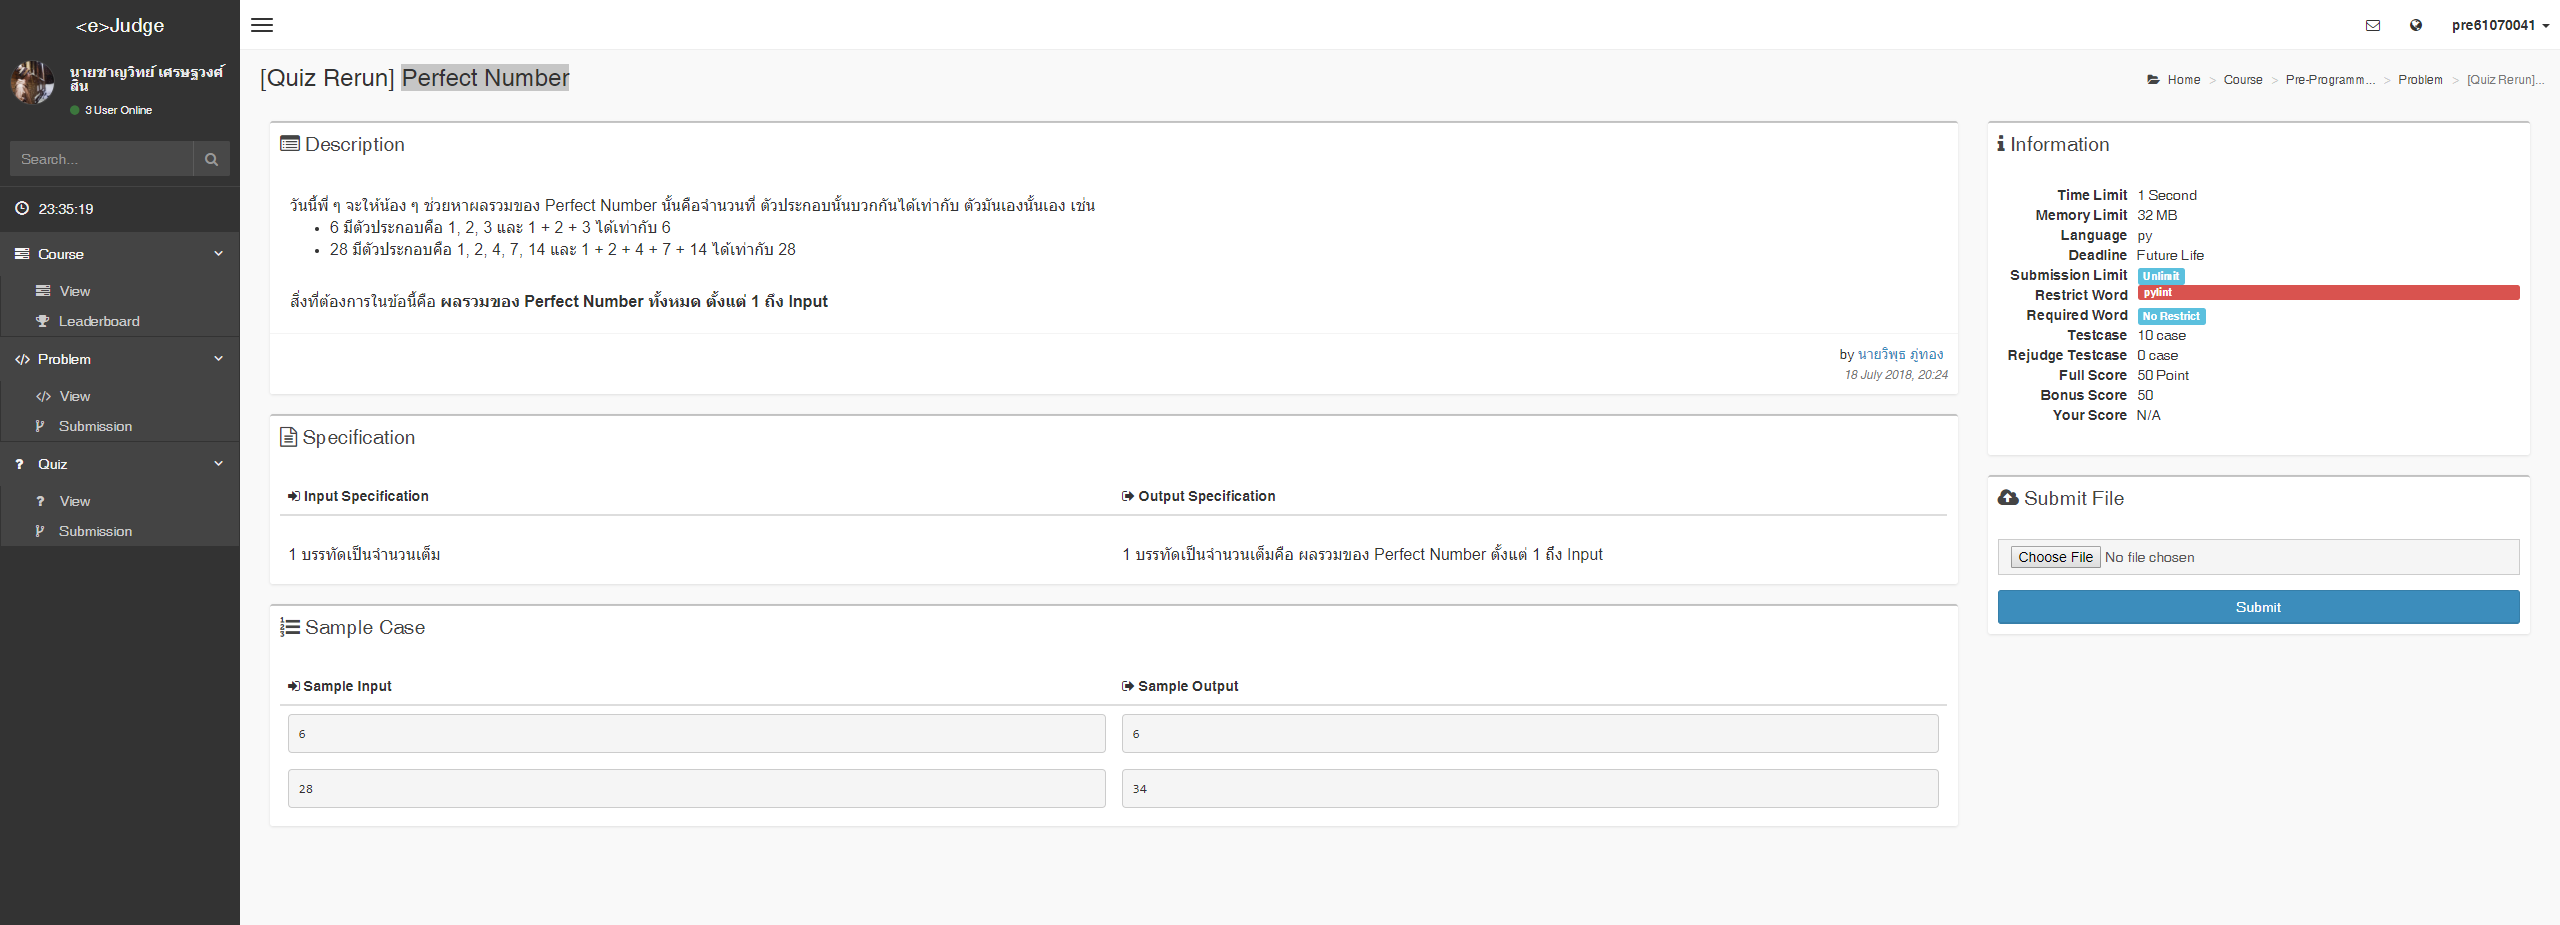 <e>Judge
pre61070041
นายชาญวิทย์ เศรษฐวงศ์
สิน
3 User Online
Search...
23:35:19
Course
View
Leaderboard
Problem
View
Submission
Quiz
View
Submission
[Quiz Rerun] Perfect Number
Home > Course > Pre-Programm... > Problem > [Quiz Rerun]...
Description
วันนี้พี่ ๆ จะให้น้อง ๆ ช่วยหาผลรวมของ Perfect Number นั้นคือจำนวนที่ ตัวประกอบนั้นบวกกันได้เท่ากับ ตัวมันเองนั้นเอง เช่น
• 6 มีตัวประกอบคือ 1, 2, 3 และ 1 + 2 + 3 ได้เท่ากับ 6
• 28 มีตัวประกอบคือ 1, 2, 4, 7, 14 และ 1 + 2 + 4 + 7 + 14 ได้เท่ากับ 28
สิ่งที่ต้องการในข้อนี้คือ ผลรวมของ Perfect Number ทั้งหมด ตั้งแต่ 1 ถึง Input
by นายวิพุธ ภู่ทอง
18 July 2018, 20:24
Specification
Input Specification
Output Specification
1 บรรทัดเป็นจำนวนเต็ม
1 บรรทัดเป็นจำนวนเต็มคือ ผลรวมของ Perfect Number ตั้งแต่ 1 ถึง Input
Sample Case
Sample Input
Sample Output
6
6
28
34
Information
Time Limit 1 Second
Memory Limit 32 MB
Language py
Deadline Future Life
Submission Limit Unlimit
Restrict Word pylint
Required Word No Restrict
Testcase 10 case
Rejudge Testcase 0 case
Full Score 50 Point
Bonus Score 50
Your Score N/A
Submit File
Choose File No file chosen
Submit